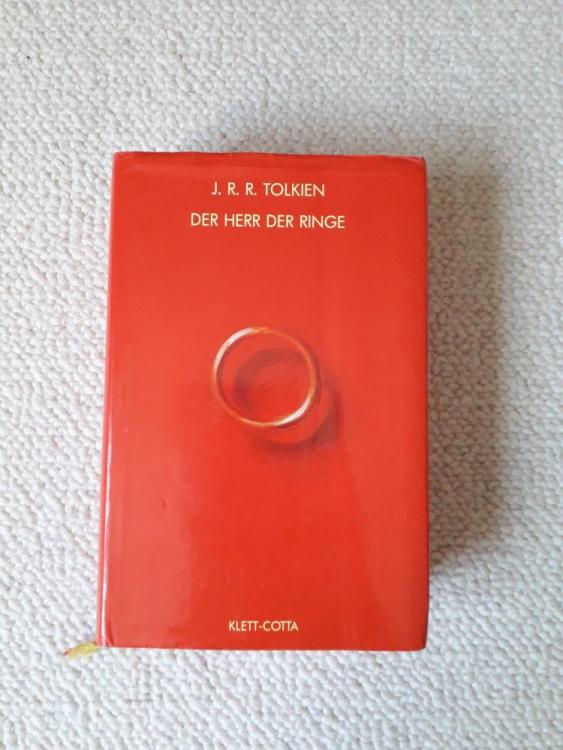 J. R. R. TOLKIEN
DER HERR DER RINGE
KLETT-COTTA